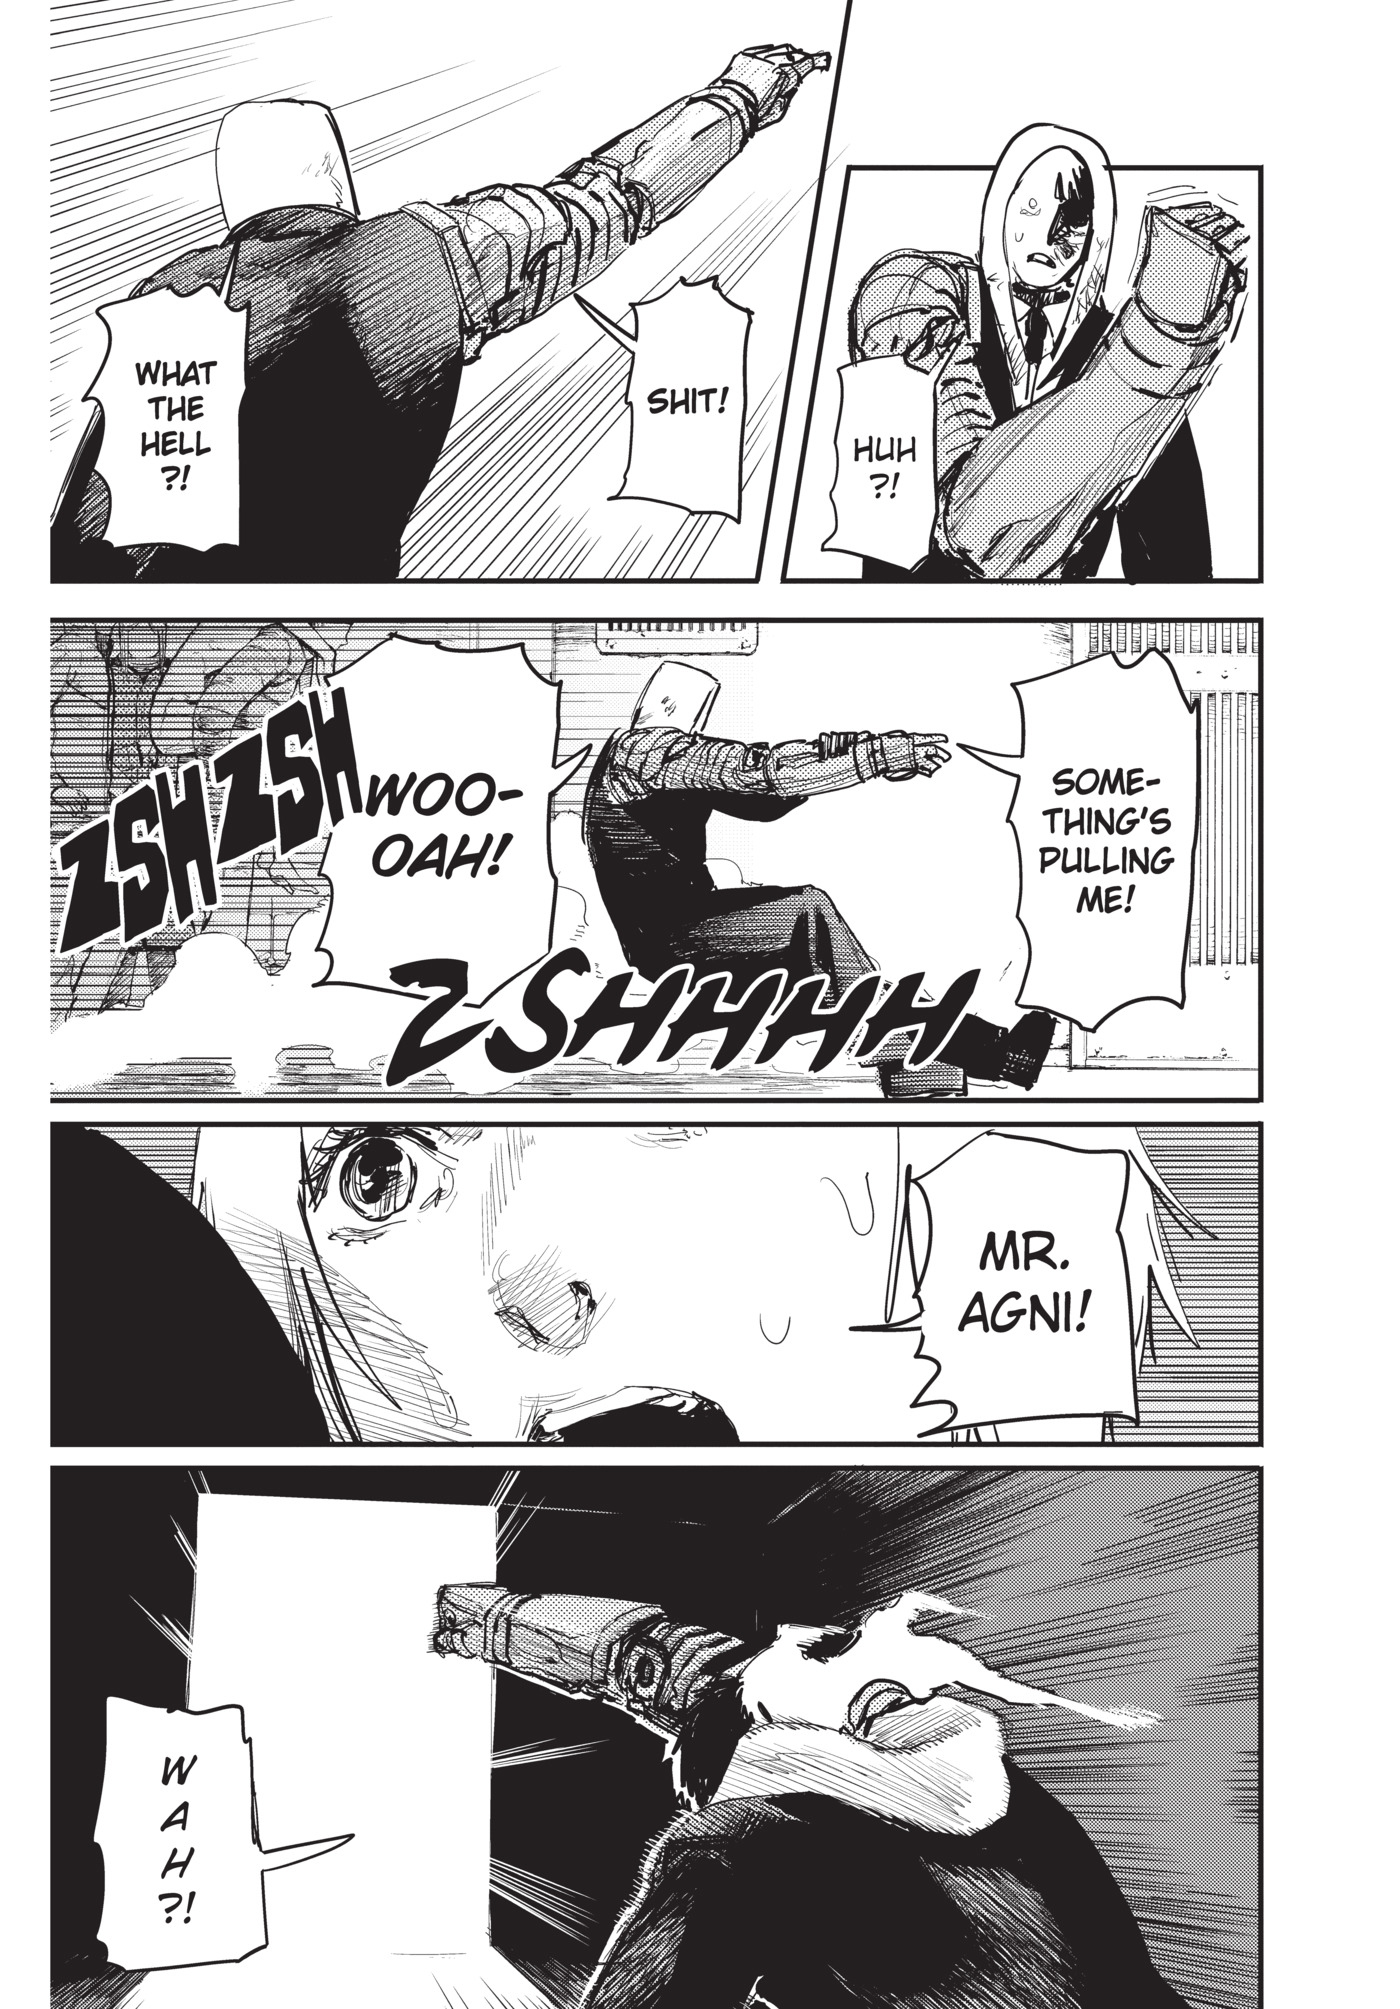 HUH
?!
SHIT!
WHAT
THE
HELL
?!
SOME-
THING'S
PULLING
ME!
WOO-
OAH!
ZSH ZSH
ZSHHHH
MR.
AGNI!
W
A
H
?!